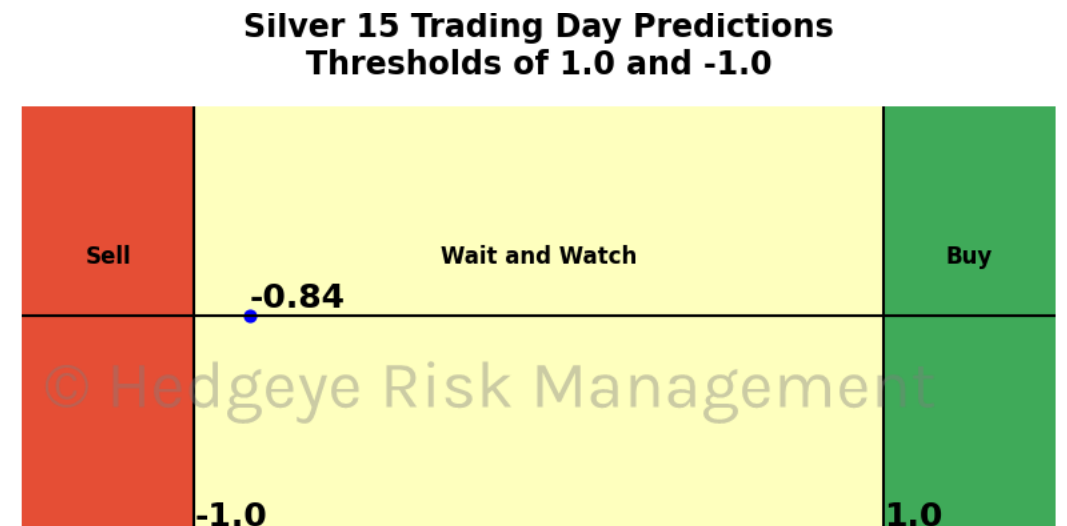 Silver 15 Trading Day Predictions
Thresholds of 1.0 and -1.0
Sell
Wait and Watch
Buy
-0.84
© Hedgeye Risk Management
-1.0
1.0